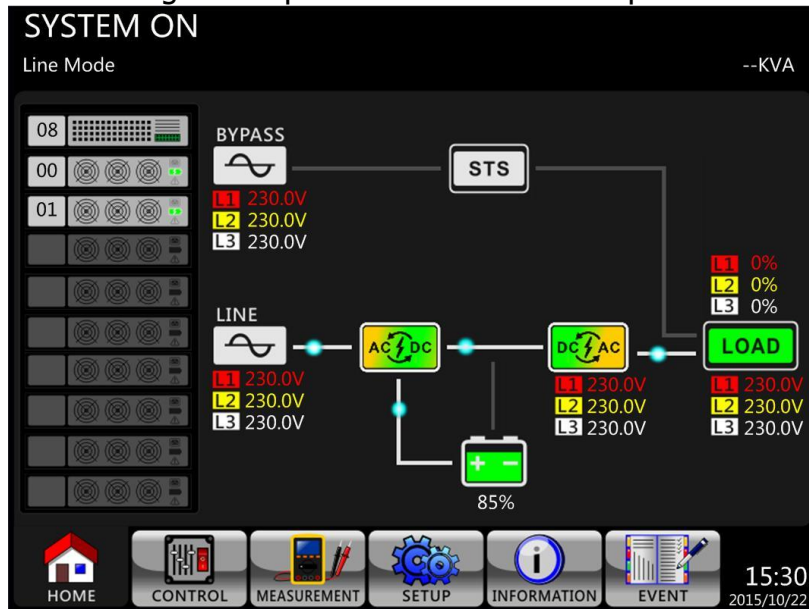 SYSTEM ON
Line Mode
--KVA
08
00
01
BYPASS
L1 230.0V
L2 230.0V
L3 230.0V
STS
L1 0%
L2 0%
L3 0%
LINE
AC DC
DC AC
LOAD
L1 230.0V
L2 230.0V
L3 230.0V
L1 230.0V
L2 230.0V
L3 230.0V
L1 230.0V
L2 230.0V
L3 230.0V
+ -
85%
HOME
CONTROL
MEASUREMENT
SETUP
i
INFORMATION
EVENT
15:30
2015/10/22